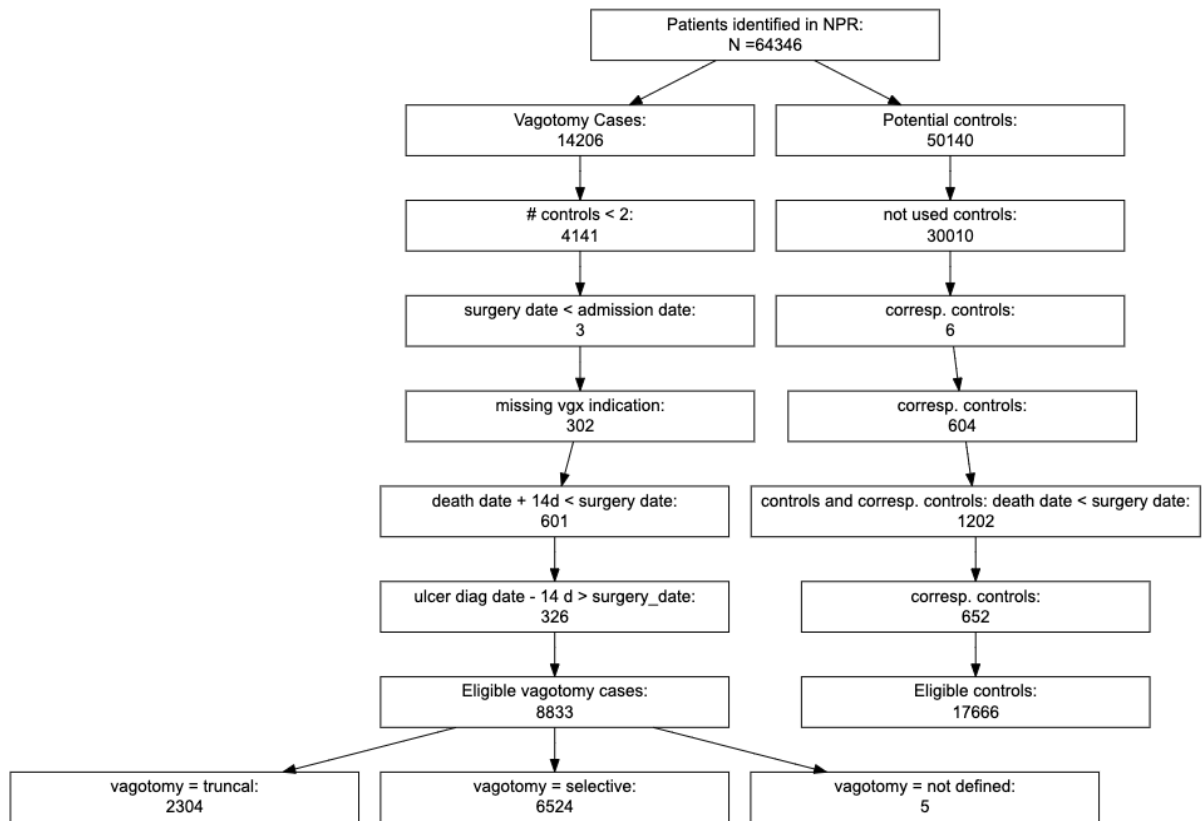 Patients identified in NPR:
N =64346
Vagotomy Cases:
14206
Potential controls:
50140
# controls < 2:
4141
not used controls:
30010
surgery date < admission date:
3
corresp. controls:
6
missing vgx indication:
302
corresp. controls:
604
death date + 14d < surgery date:
601
controls and corresp. controls: death date < surgery date:
1202
ulcer diag date - 14 d > surgery_date:
326
corresp. controls:
652
Eligible vagotomy cases:
8833
Eligible controls:
17666
vagotomy = truncal:
2304
vagotomy = selective:
6524
vagotomy = not defined:
5